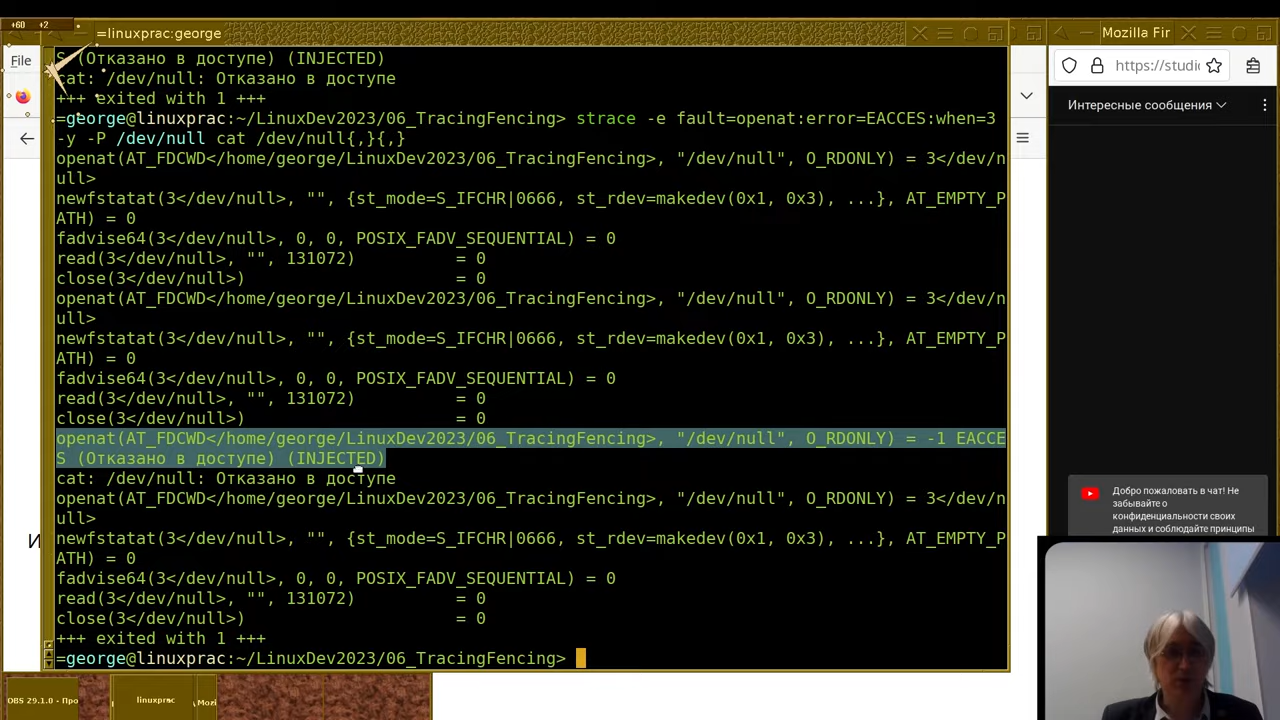 +60 +2
=linuxprac:george
Mozilla Fir
File
https://studio
Интересные сообщения
S (Отказано в доступе) (INJECTED)
cat: /dev/null: Отказано в доступе
+++ exited with 1 +++
=george@linuxprac:~/LinuxDev2023/06_TracingFencing> strace -e fault=openat:error=EACCES:when=3
-y -P /dev/null cat /dev/null{,}{,}
openat(AT_FDCWD</home/george/LinuxDev2023/06_TracingFencing>, "/dev/null", O_RDONLY) = 3</dev/n
ull>
newfstatat(3</dev/null>, "", {st_mode=S_IFCHR|0666, st_rdev=makedev(0x1, 0x3), ...}, AT_EMPTY_P
ATH) = 0
fadvise64(3</dev/null>, 0, 0, POSIX_FADV_SEQUENTIAL) = 0
read(3</dev/null>, "", 131072) = 0
close(3</dev/null>) = 0
openat(AT_FDCWD</home/george/LinuxDev2023/06_TracingFencing>, "/dev/null", O_RDONLY) = 3</dev/n
ull>
newfstatat(3</dev/null>, "", {st_mode=S_IFCHR|0666, st_rdev=makedev(0x1, 0x3), ...}, AT_EMPTY_P
ATH) = 0
fadvise64(3</dev/null>, 0, 0, POSIX_FADV_SEQUENTIAL) = 0
read(3</dev/null>, "", 131072) = 0
close(3</dev/null>) = 0
openat(AT_FDCWD</home/george/LinuxDev2023/06_TracingFencing>, "/dev/null", O_RDONLY) = -1 EACCE
S (Отказано в доступе) (INJECTED)
cat: /dev/null: Отказано в доступе
openat(AT_FDCWD</home/george/LinuxDev2023/06_TracingFencing>, "/dev/null", O_RDONLY) = 3</dev/n
ull>
newfstatat(3</dev/null>, "", {st_mode=S_IFCHR|0666, st_rdev=makedev(0x1, 0x3), ...}, AT_EMPTY_P
ATH) = 0
fadvise64(3</dev/null>, 0, 0, POSIX_FADV_SEQUENTIAL) = 0
read(3</dev/null>, "", 131072) = 0
close(3</dev/null>) = 0
+++ exited with 1 +++
=george@linuxprac:~/LinuxDev2023/06_TracingFencing>
И
Добро пожаловать в чат! Не
забывайте о
конфиденциальности своих
данных и соблюдайте принципы
OBS 29.1.0 - Про
linuxprac
Mozi